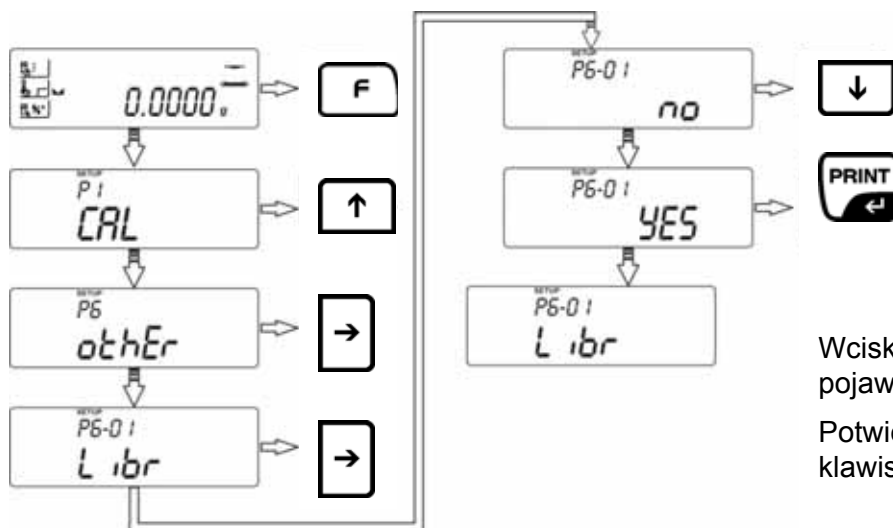 0.0000 g
F
SETUP
P1
CAL
↑
SETUP
P6
othEr
→
SETUP
P6-01
Libr
→
SETUP
P6-01
no
↓
SETUP
P6-01
YES
PRINT
SETUP
P6-01
Libr
Wcisk
pojaw
Potwie
klawis